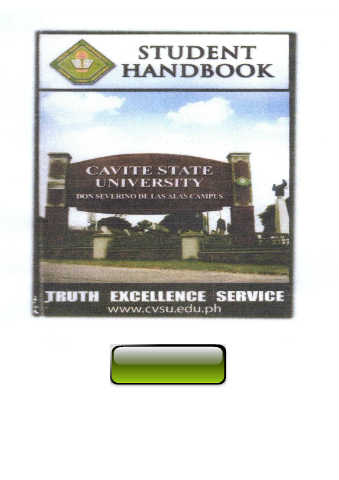 STUDENT
HANDBOOK
CAVITE STATE
UNIVERSITY
DON SEVERINO DE LAS ALAS CAMPUS
TRUTH EXCELLENCE SERVICE
www.cvsu.edu.ph